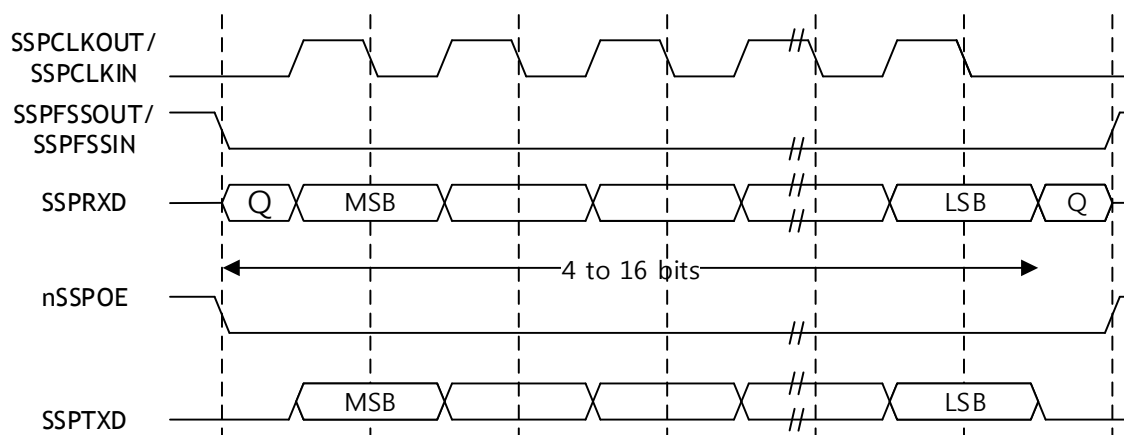 SSPCLKOUT/
SSPCLKIN
SSPFSSOUT/
SSPFSSIN
SSPRXD
Q
MSB
LSB
Q
4 to 16 bits
nSSPOE
SSPTXD
MSB
LSB